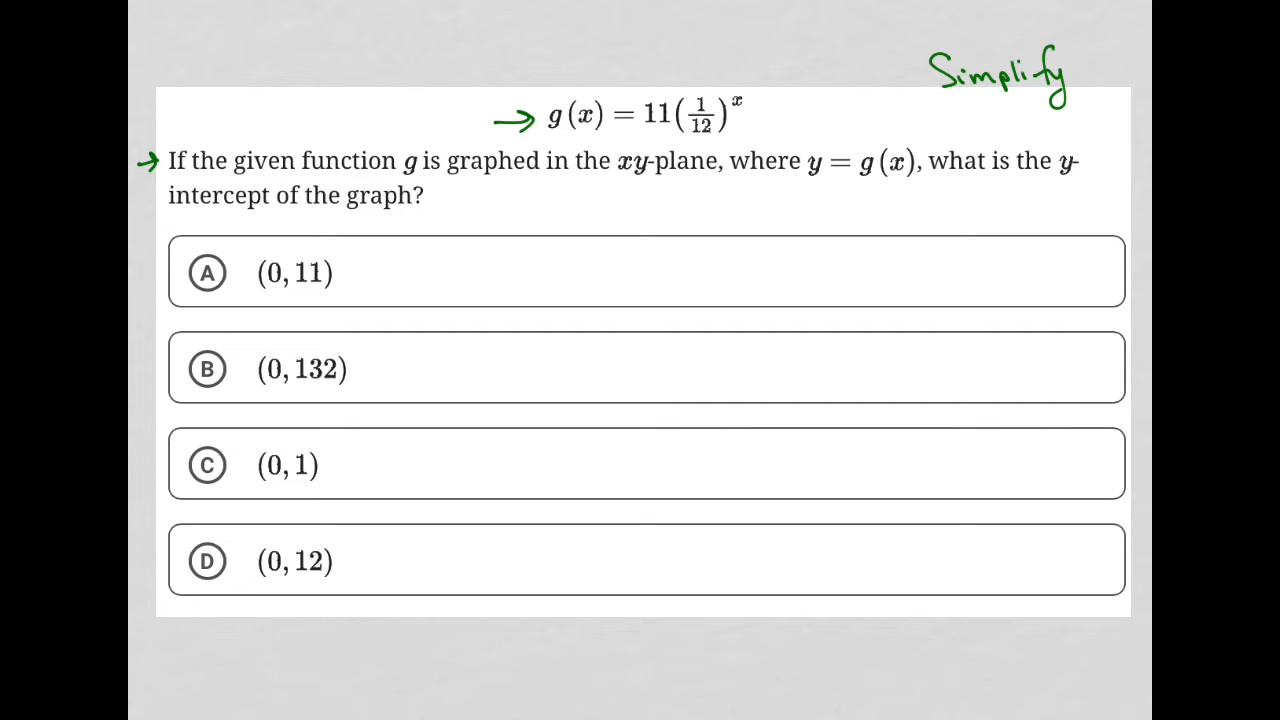 Simplify
→ g(x) = 11(1/12)^x
→ If the given function g is graphed in the xy-plane, where y = g(x), what is the y-
intercept of the graph?
A (0, 11)
B (0, 132)
C (0, 1)
D (0, 12)